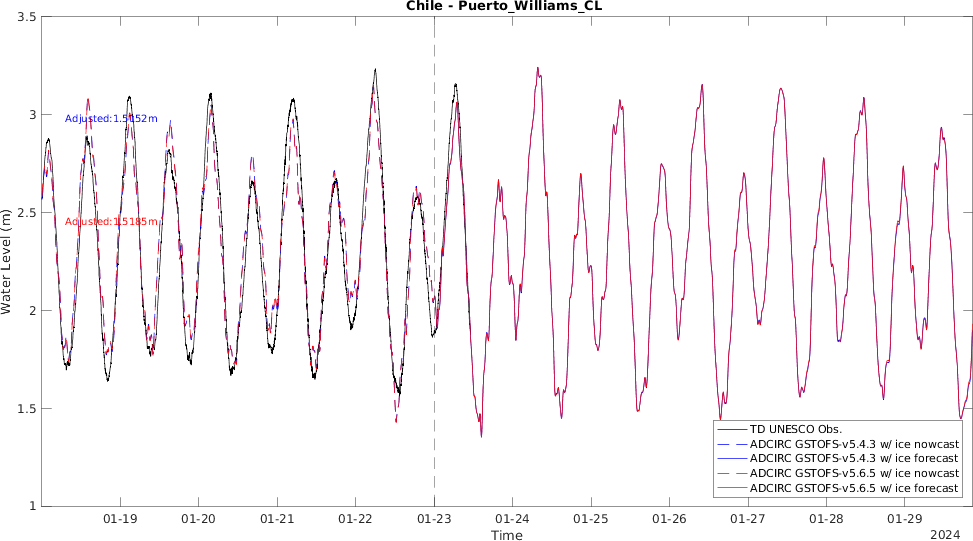 Chile - Puerto_Williams_CL
3.5
3
2.5
2
1.5
1
Water Level (m)
Adjusted:1.5152m
Adjusted:1.5185m
TD UNESCO Obs.
ADCIRC GSTOFS-v5.4.3 w/ ice nowcast
ADCIRC GSTOFS-v5.4.3 w/ ice forecast
ADCIRC GSTOFS-v5.6.5 w/ ice nowcast
ADCIRC GSTOFS-v5.6.5 w/ ice forecast
01-19 01-20 01-21 01-22 01-23 01-24 01-25 01-26 01-27 01-28 01-29
Time
2024